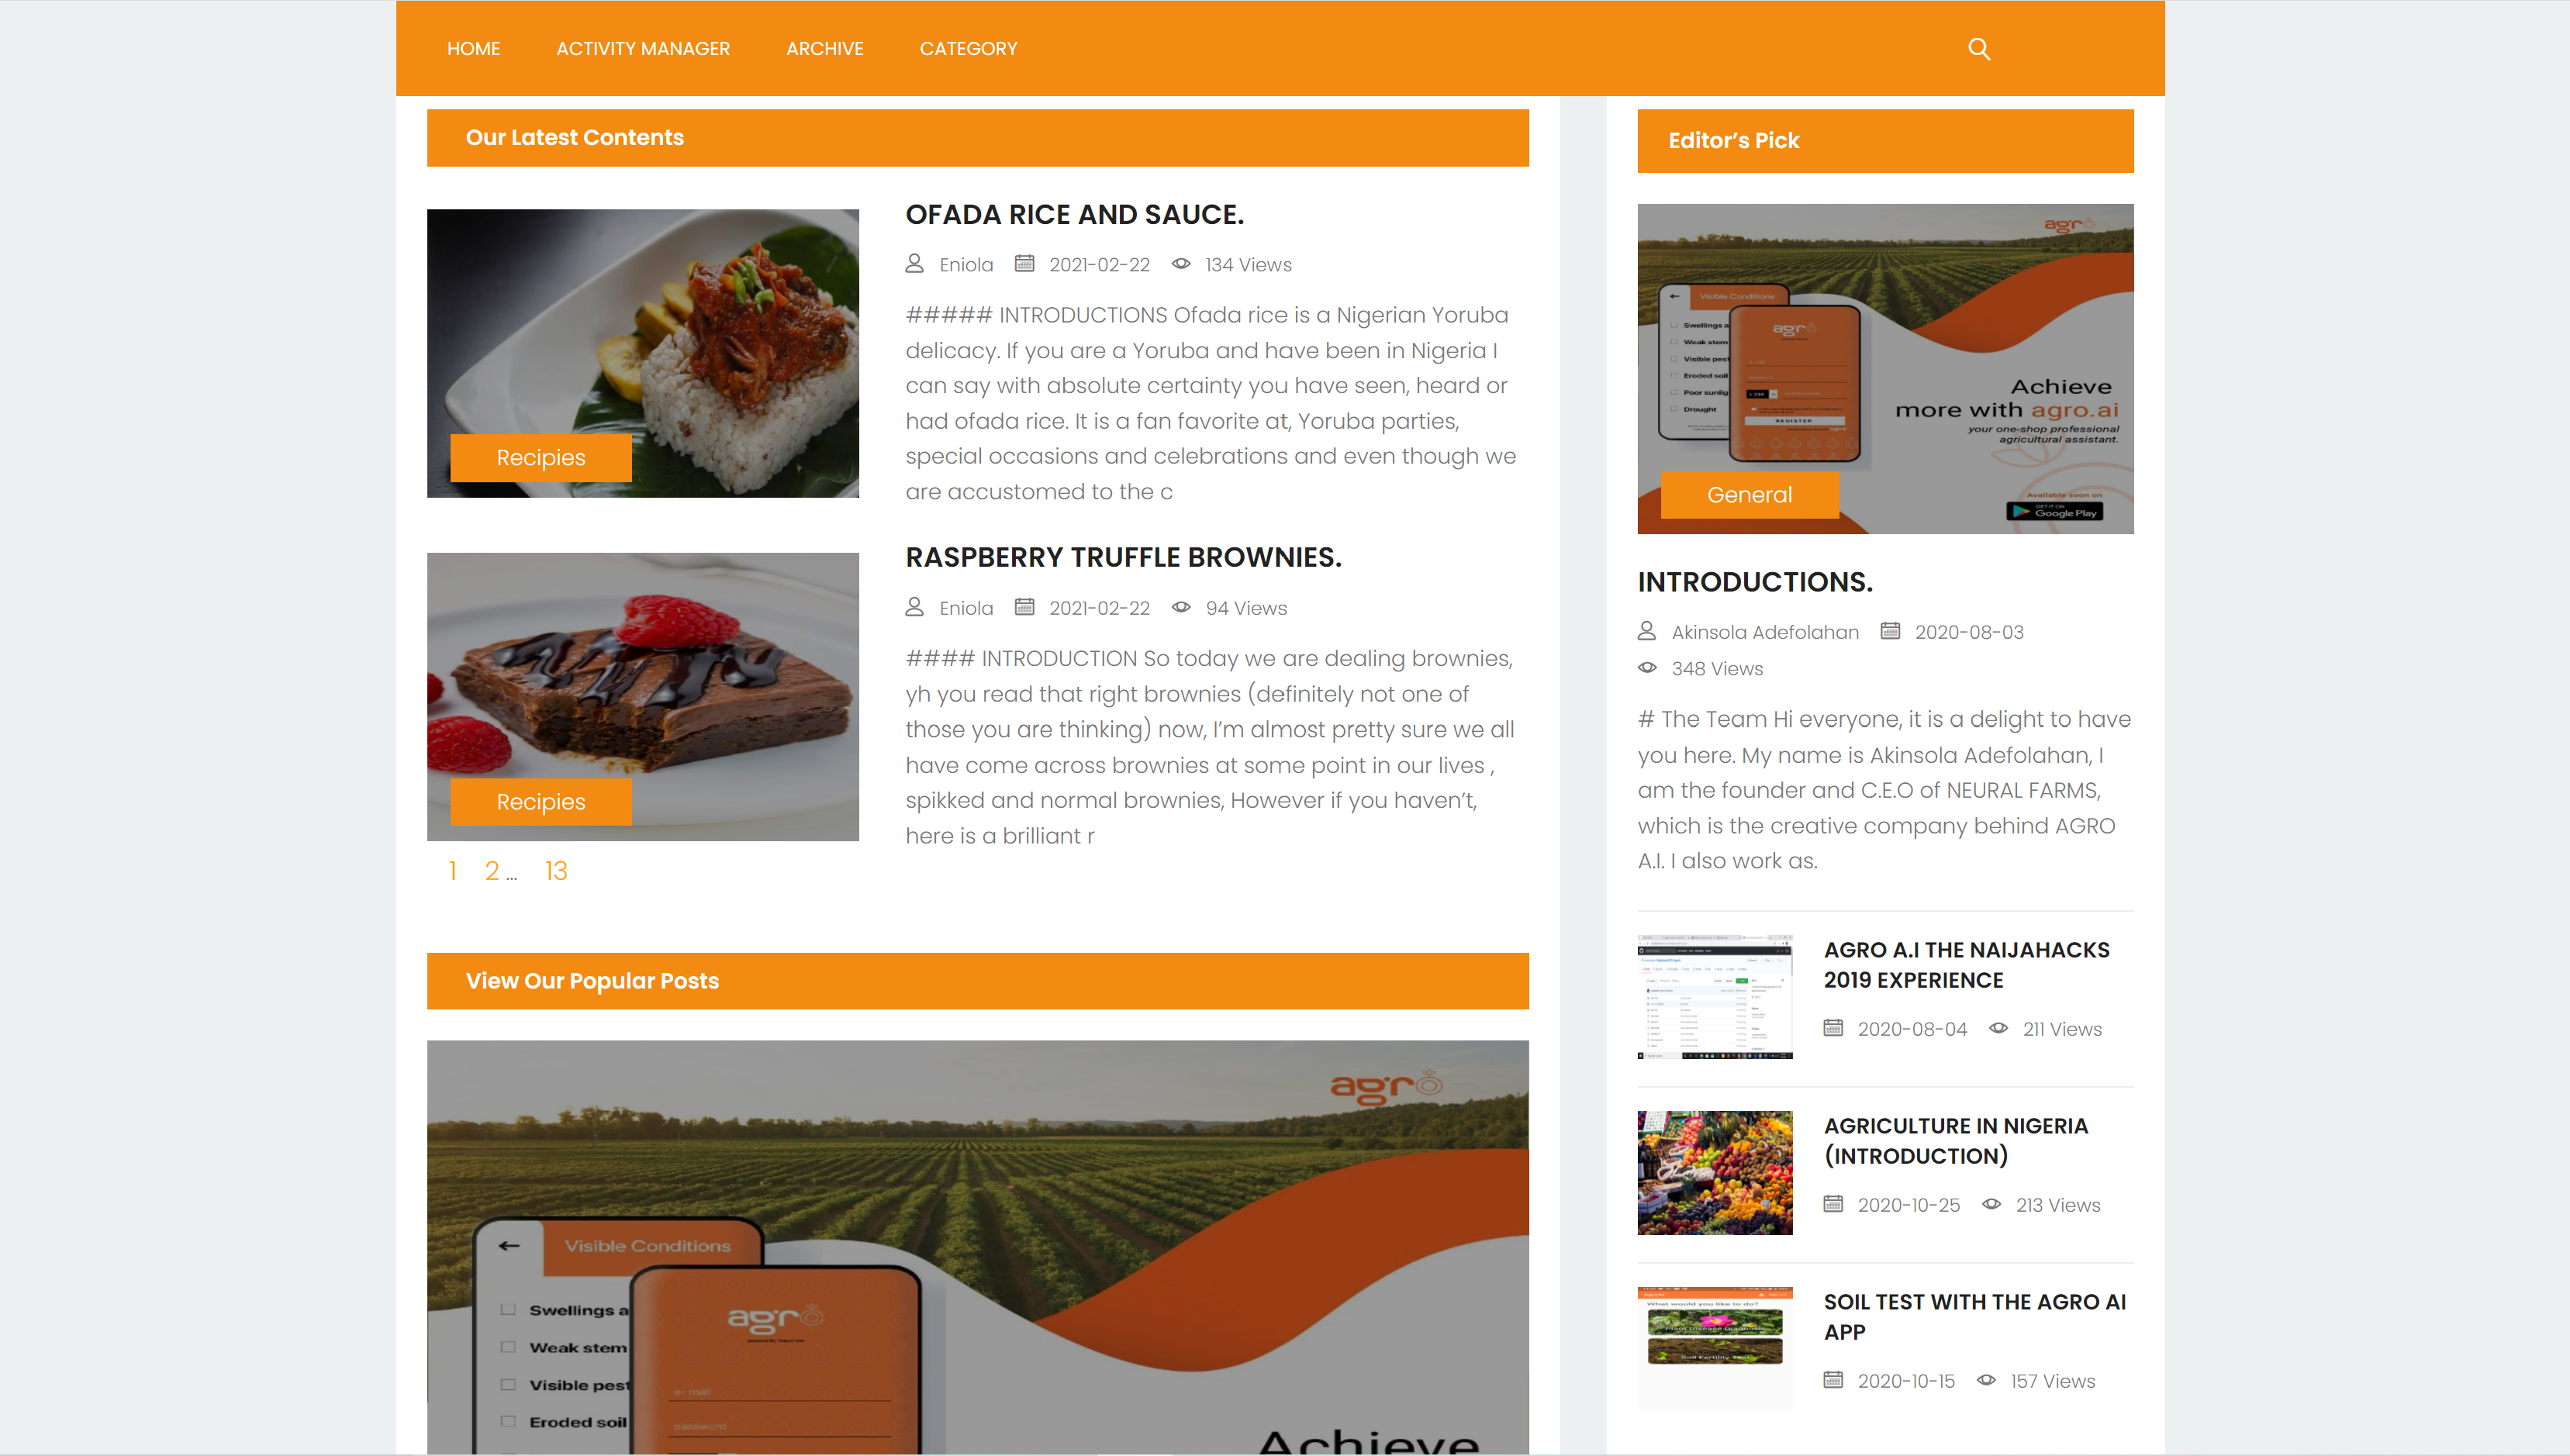 HOME ACTIVITY MANAGER ARCHIVE CATEGORY
Our Latest Contents
Recipies
OFADA RICE AND SAUCE.
Eniola 2021-02-22 134 Views
##### INTRODUCTIONS Ofada rice is a Nigerian Yoruba
delicacy. If you are a Yoruba and have been in Nigeria I
can say with absolute certainty you have seen, heard or
had ofada rice. It is a fan favorite at, Yoruba parties,
special occasions and celebrations and even though we
are accustomed to the c
Recipies
RASPBERRY TRUFFLE BROWNIES.
Eniola 2021-02-22 94 Views
#### INTRODUCTION So today we are dealing brownies,
yh you read that right brownies (definitely not one of
those you are thinking) now, I'm almost pretty sure we all
have come across brownies at some point in our lives ,
spikked and normal brownies, However if you haven't,
here is a brilliant r
1 2 ... 13
View Our Popular Posts
agro
Visible Conditions
Swellings a
Weak stem
Visible pest
Eroded soil
agro
e-mail
password
Achieve
Editor's Pick
agro
Visible Conditions
Swellings a
Weak stem
Visible pest
Eroded soil
Poor sunlig
Drought
agro
REGISTER
Achieve
more with agro.ai
your one-shop professional
agricultural assistant.
Available soon on
GET IT ON
Google Play
General
INTRODUCTIONS.
Akinsola Adefolahan 2020-08-03
348 Views
# The Team Hi everyone, it is a delight to have
you here. My name is Akinsola Adefolahan, I
am the founder and C.E.O of NEURAL FARMS,
which is the creative company behind AGRO
A.I. I also work as.
AGRO A.I THE NAIJAHACKS
2019 EXPERIENCE
2020-08-04 211 Views
AGRICULTURE IN NIGERIA
(INTRODUCTION)
2020-10-25 213 Views
What would you like to do?
Plant Disease Diagnosis
Soil Fertility Test
SOIL TEST WITH THE AGRO AI
APP
2020-10-15 157 Views